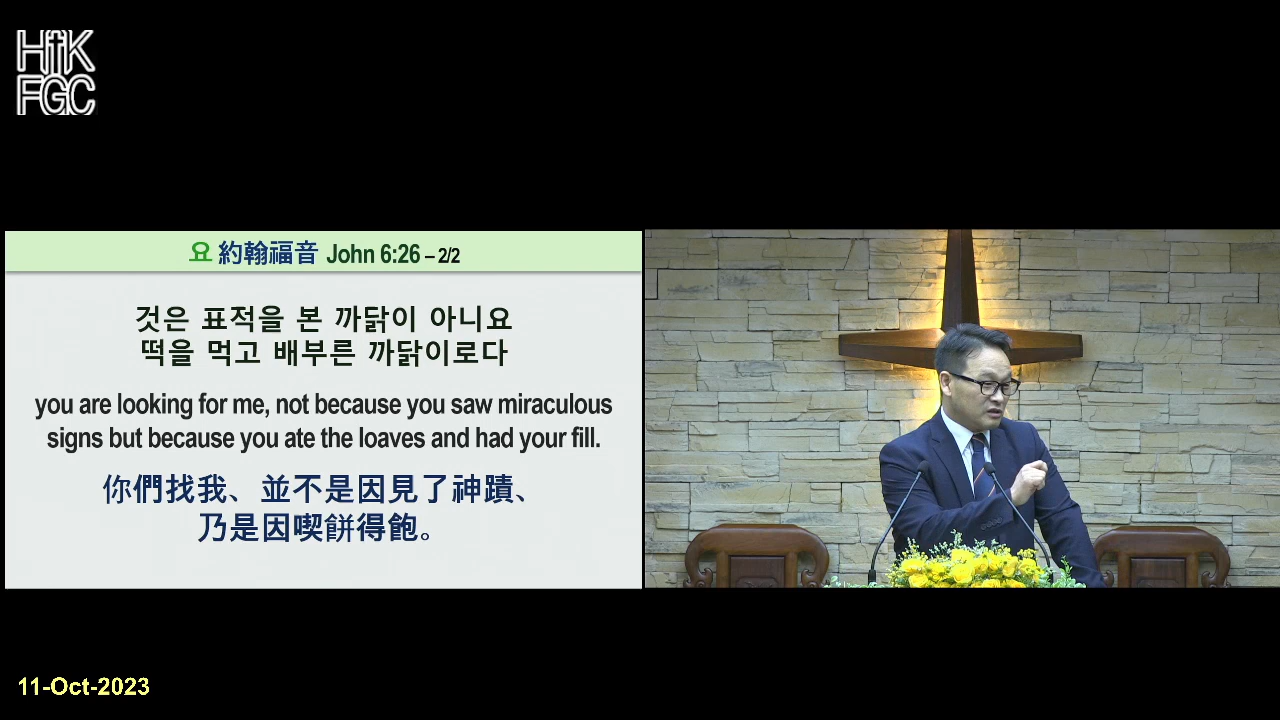 HfK
FGC
요 約翰福音 John 6:26 – 2/2
것은 표적을 본 까닭이 아니요
떡을 먹고 배부른 까닭이로다
you are looking for me, not because you saw miraculous
signs but because you ate the loaves and had your fill.
你們找我、並不是因見了神蹟、
乃是因喫餅得飽。
11-Oct-2023